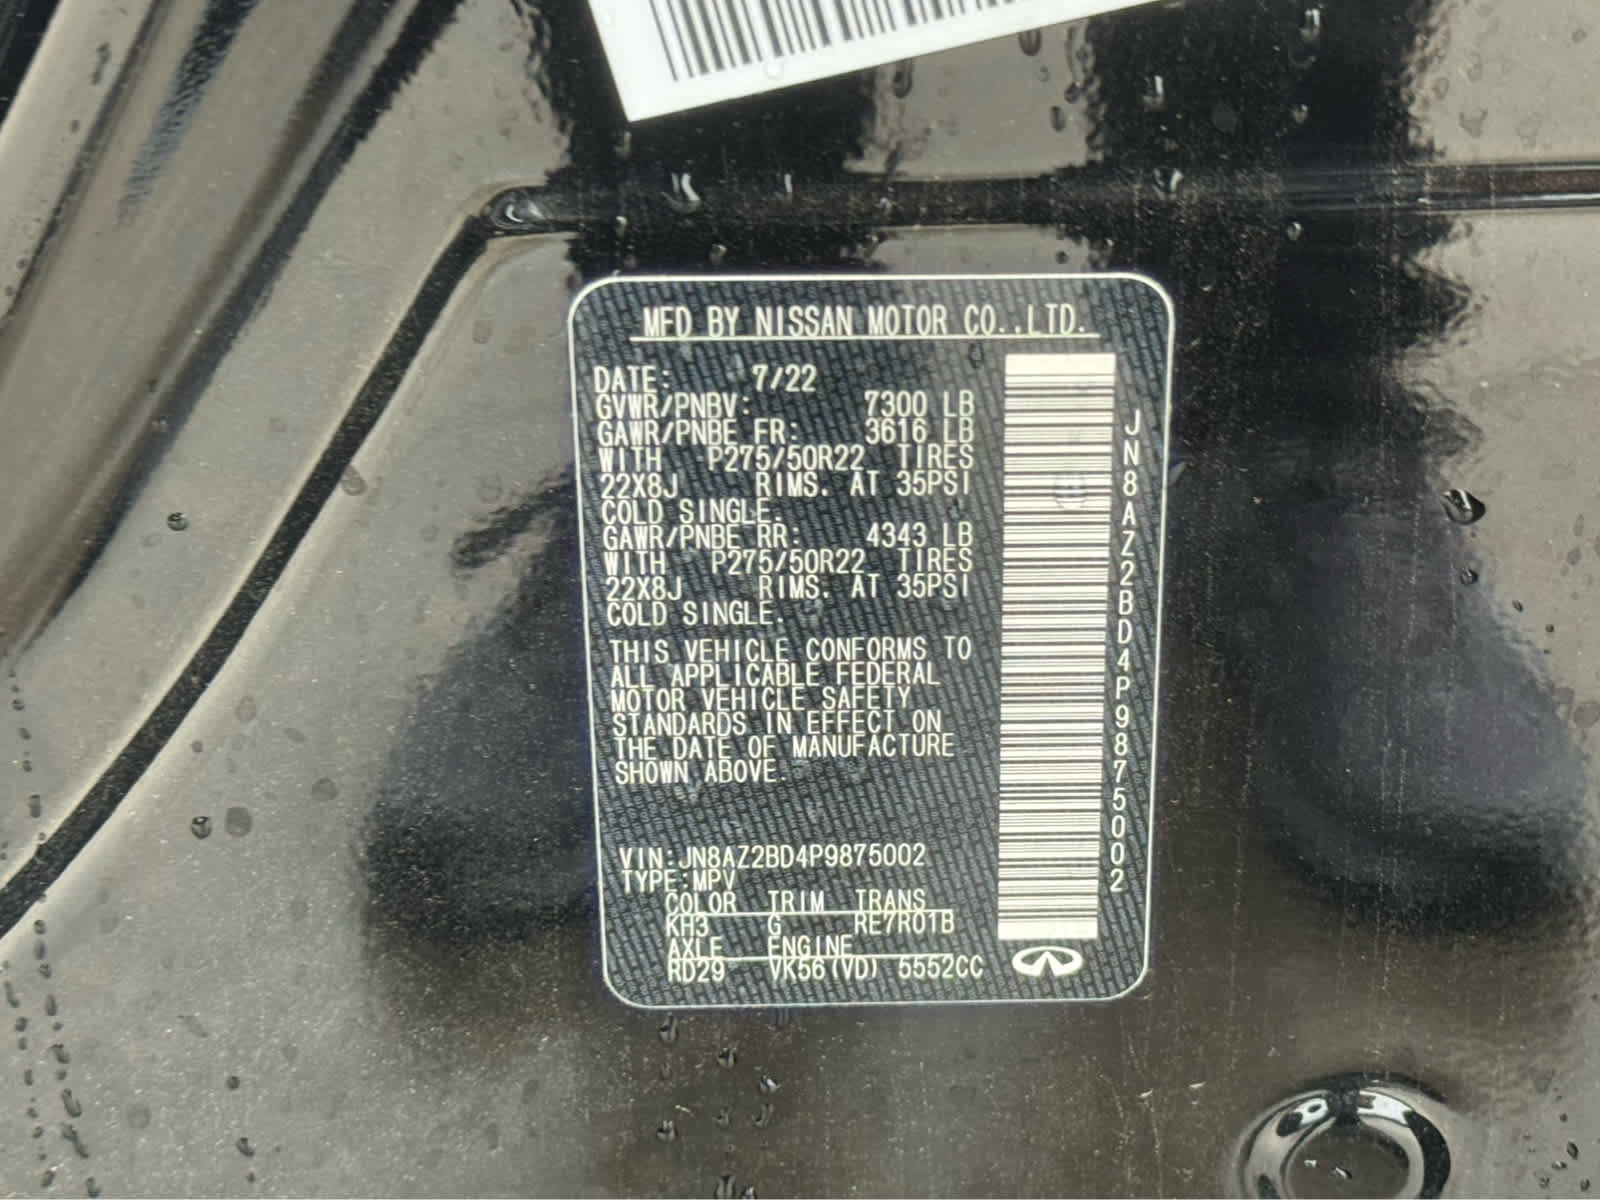 MFD BY NISSAN MOTOR CO.,LTD.
DATE: 7/22
GVWR/PNBV: 7300 LB
GAWR/PNBE FR: 3616 LB
WITH P275/50R22 TIRES
22X8J RIMS. AT 35PSI
COLD SINGLE.
GAWR/PNBE RR: 4343 LB
WITH P275/50R22 TIRES
22X8J RIMS. AT 35PSI
COLD SINGLE.
THIS VEHICLE CONFORMS TO
ALL APPLICABLE FEDERAL
MOTOR VEHICLE SAFETY
STANDARDS IN EFFECT ON
THE DATE OF MANUFACTURE
SHOWN ABOVE.
VIN:JN8AZ2BD4P9875002
TYPE:MPV
COLOR TRIM TRANS
KH3 G RE7R01B
AXLE ENGINE
RD29 VK56(VD) 5552CC
JN8AZ2BD4P9875002